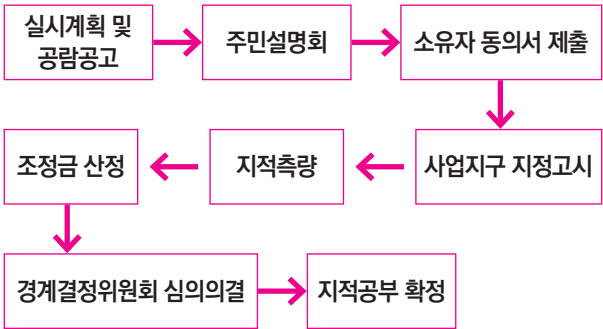 실시계획 및
공람공고
주민설명회
소유자 동의서 제출
사업지구 지정고시
지적측량
조정금 산정
경계결정위원회 심의의결
지적공부 확정